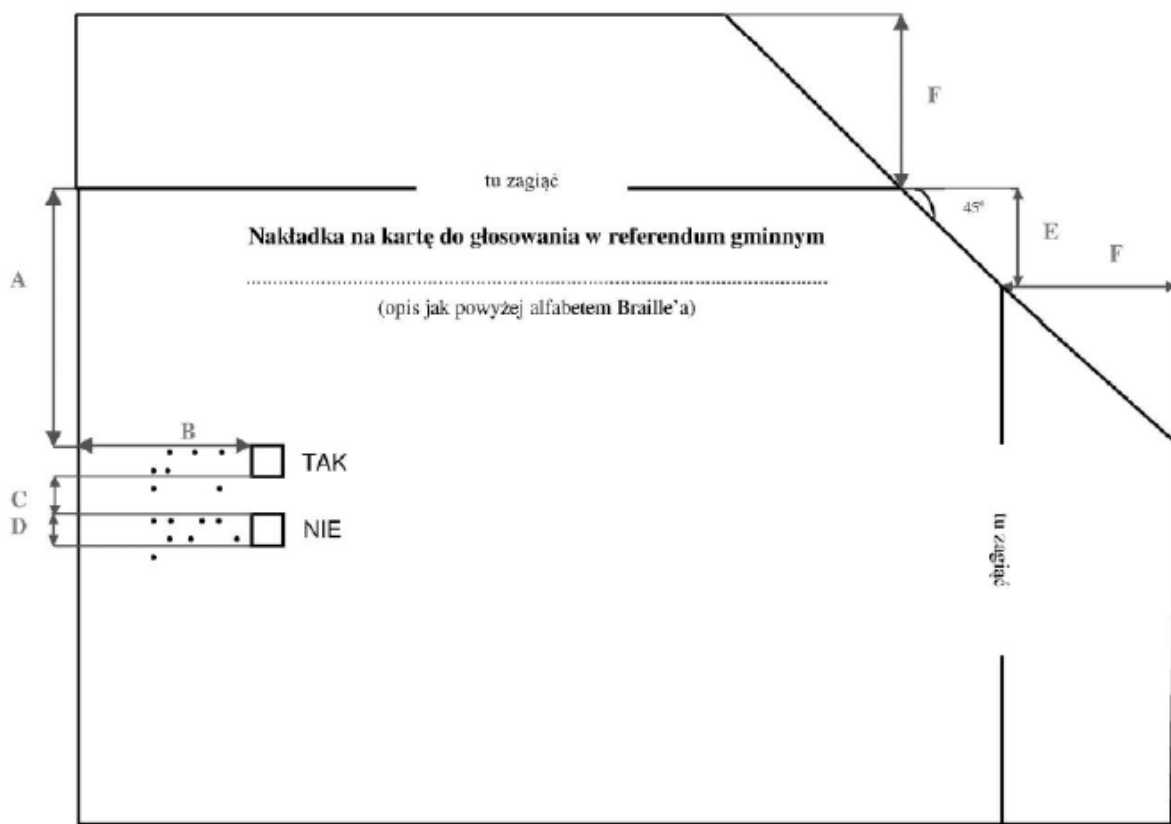 F
tu zagiąć
45°
E
F
A
Nakładka na kartę do głosowania w referendum gminnym
(opis jak powyżej alfabetem Braille’a)
B
TAK
C
D
NIE
tu zagiąć